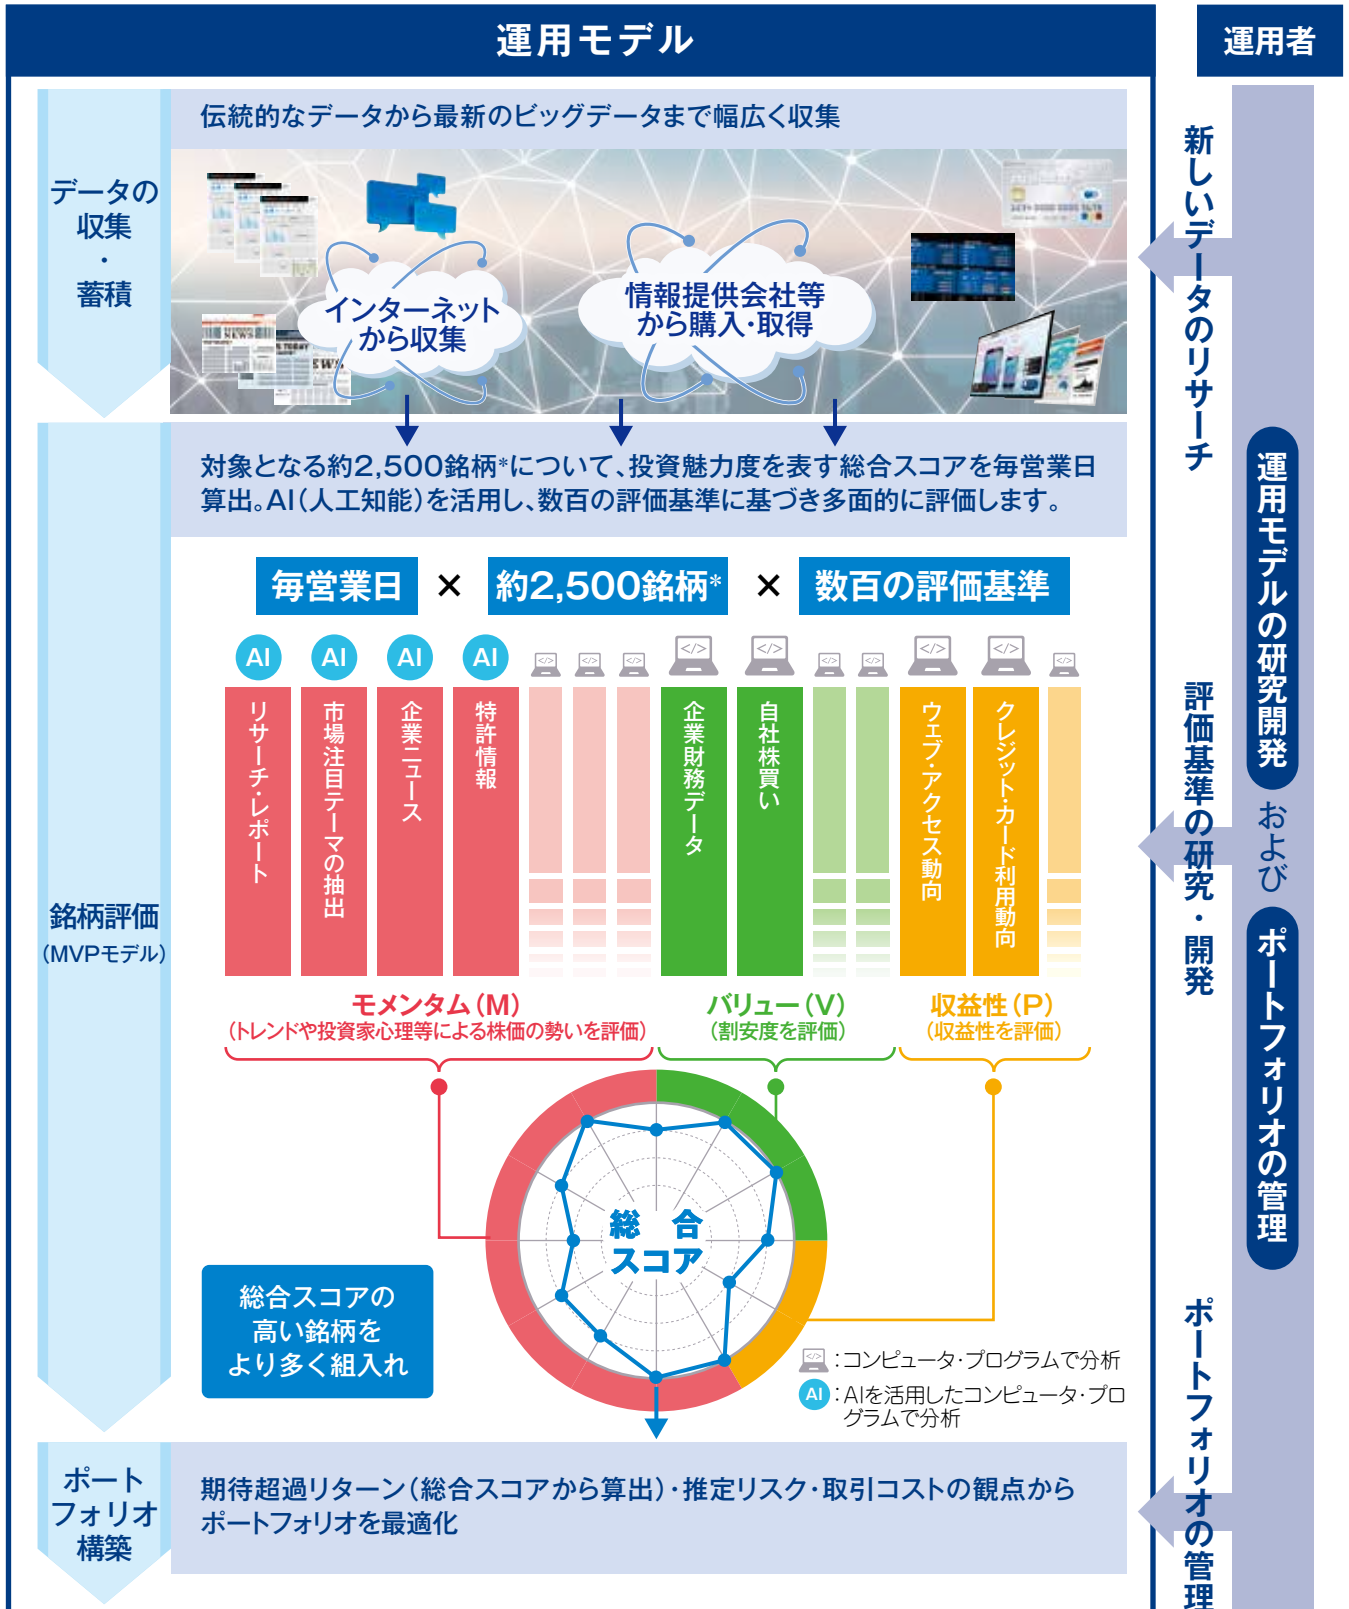 運用モデル
運用者
データの
収集
・
蓄積
伝統的なデータから最新のビッグデータまで幅広く収集
NEWS
インターネット
から収集
情報提供会社等
から購入・取得
新しいデータのリサーチ
銘柄評価
(MVPモデル)
対象となる約2,500銘柄*について、投資魅力度を表す総合スコアを毎営業日
算出。AI(人工知能)を活用し、数百の評価基準に基づき多面的に評価します。
毎営業日 × 約2,500銘柄* × 数百の評価基準
AI AI AI AI
リサーチ・レポート
市場注目テーマの抽出
企業ニュース
特許情報
企業財務データ
自社株買い
ウェブ・アクセス動向
クレジット・カード利用動向
モメンタム(M)
(トレンドや投資家心理等による株価の勢いを評価)
バリュー(V)
(割安度を評価)
収益性(P)
(収益性を評価)
総合
スコア
総合スコアの
高い銘柄を
より多く組入れ
</>:コンピュータ・プログラムで分析
AI:AIを活用したコンピュータ・プロ
グラムで分析
評価基準の研究・開発
運用モデルの研究開発
および
ポートフォリオの管理
ポート
フォリオ
構築
期待超過リターン(総合スコアから算出)・推定リスク・取引コストの観点から
ポートフォリオを最適化
ポートフォリオの管理